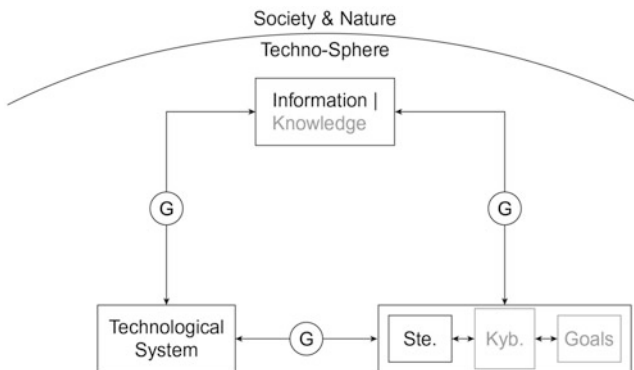 Society & Nature
Techno-Sphere
Information |
Knowledge
G
G
Technological
System
G
Ste.
Kyb.
Goals